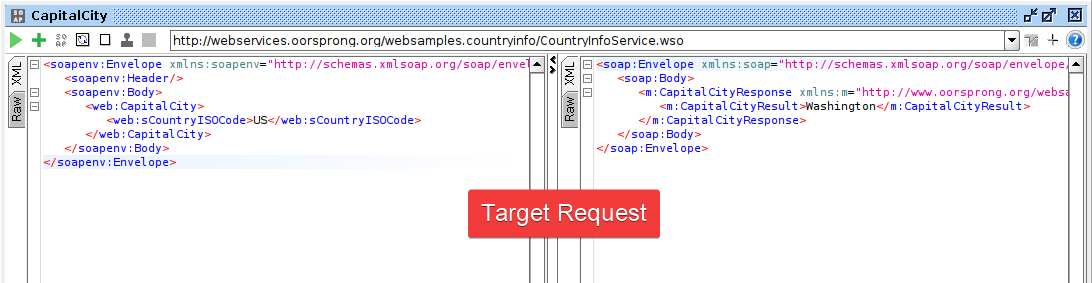 CapitalCity
http://webservices.oorsprong.org/websamples.countryinfo/CountryInfoService.wso
XML
Raw
<soapenv:Envelope xmlns:soapenv="http://schemas.xmlsoap.org/soap/envel
<soapenv:Header/>
<soapenv:Body>
<web:CapitalCity>
<web:sCountryISOCode>US</web:sCountryISOCode>
</web:CapitalCity>
</soapenv:Body>
</soapenv:Envelope>
XML
Raw
<soap:Envelope xmlns:soap="http://schemas.xmlsoap.org/soap/envelope/
<soap:Body>
<m:CapitalCityResponse xmlns:m="http://www.oorsprong.org/websa
<m:CapitalCityResult>Washington</m:CapitalCityResult>
</m:CapitalCityResponse>
</soap:Body>
</soap:Envelope>
Target Request